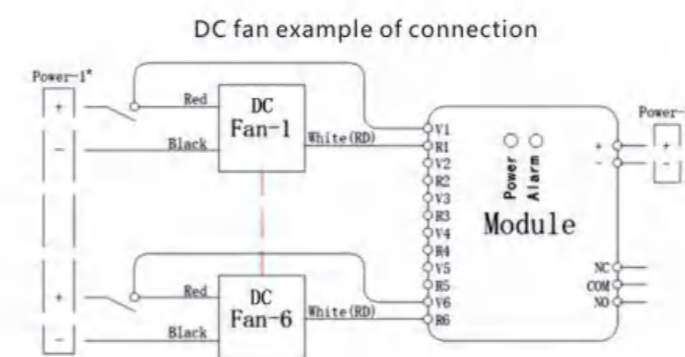 DC fan example of connection
Power-1*
+
-
Red
Black
DC
Fan-1
White(RD)
+
-
Red
Black
DC
Fan-6
White(RD)
V1
R1
V2
R2
V3
R3
V4
R4
V5
R5
V6
R6
Power
Alarm
Module
+
-
NC
COM
NO
Power-
+
-